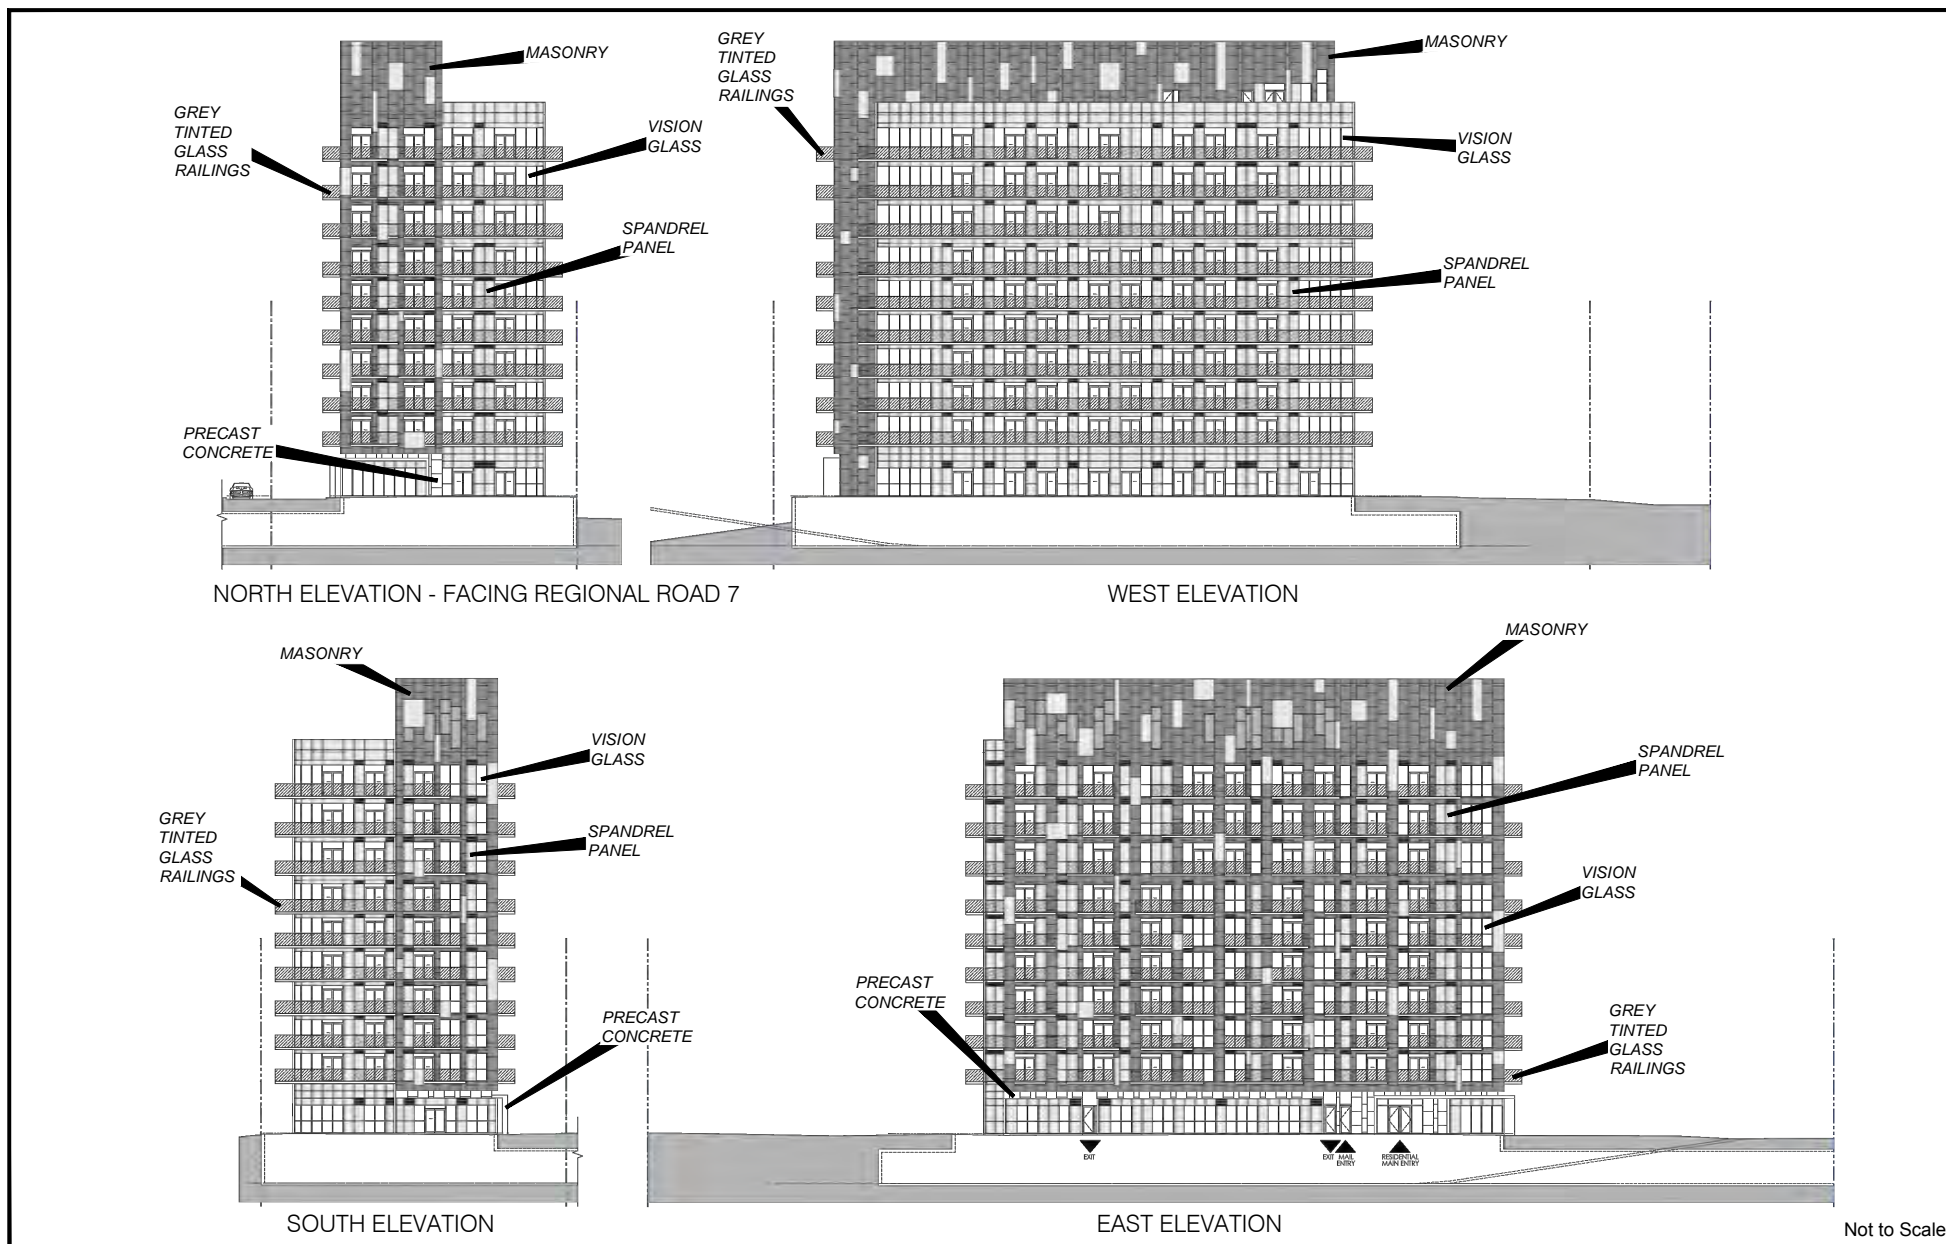 MASONRY
GREY
TINTED
GLASS
RAILINGS
VISION
GLASS
SPANDREL
PANEL
PRECAST
CONCRETE
NORTH ELEVATION - FACING REGIONAL ROAD 7
GREY
TINTED
GLASS
RAILINGS
MASONRY
VISION
GLASS
SPANDREL
PANEL
WEST ELEVATION
MASONRY
VISION
GLASS
GREY
TINTED
GLASS
RAILINGS
SPANDREL
PANEL
PRECAST
CONCRETE
SOUTH ELEVATION
MASONRY
SPANDREL
PANEL
VISION
GLASS
PRECAST
CONCRETE
GREY
TINTED
GLASS
RAILINGS
EXIT
EXIT
MAIL
ENTRY
RESIDENTIAL
MAIN ENTRY
EAST ELEVATION
Not to Scale